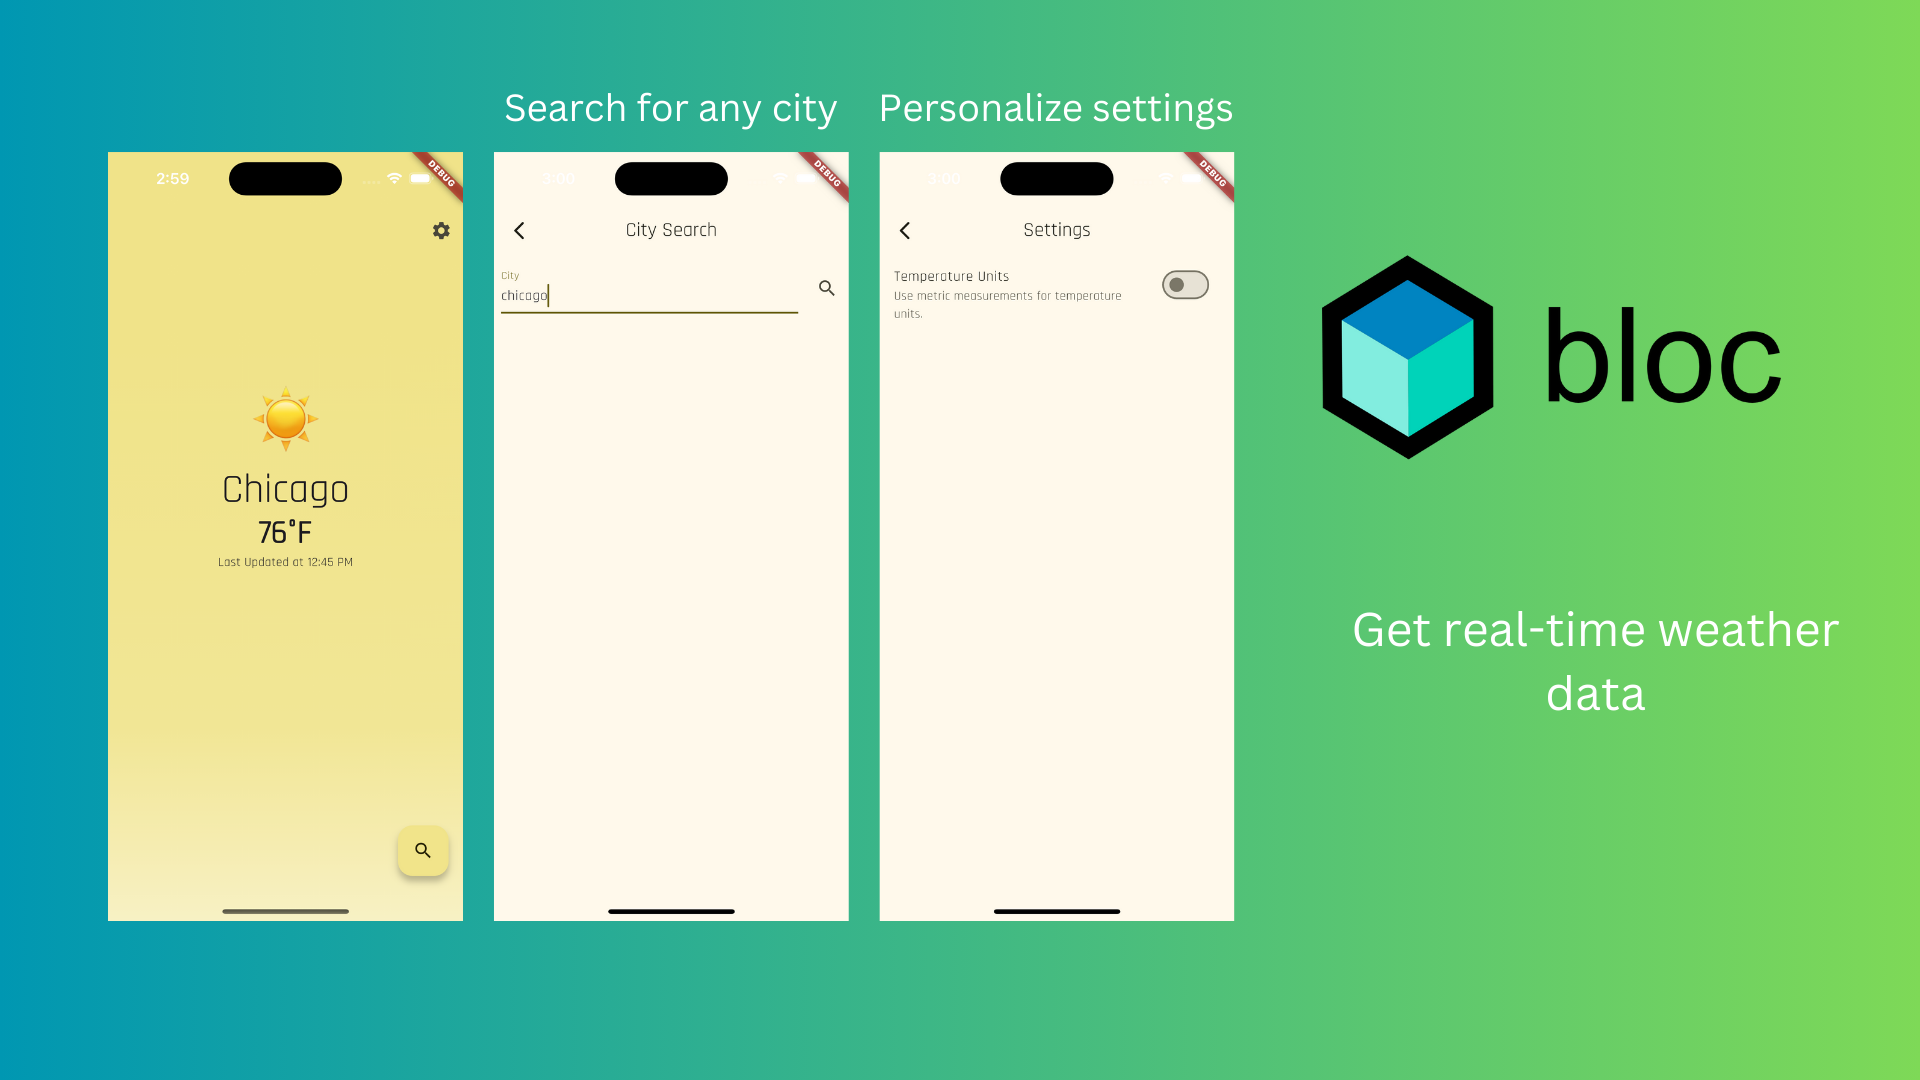 Search for any city
Personalize settings
2:59
DEBUG
Chicago
76°F
Last Updated at 12:45 PM
3:00
DEBUG
City Search
City
chicago
3:00
DEBUG
Settings
Temperature Units
Use metric measurements for temperature
units.
bloc
Get real-time weather
data